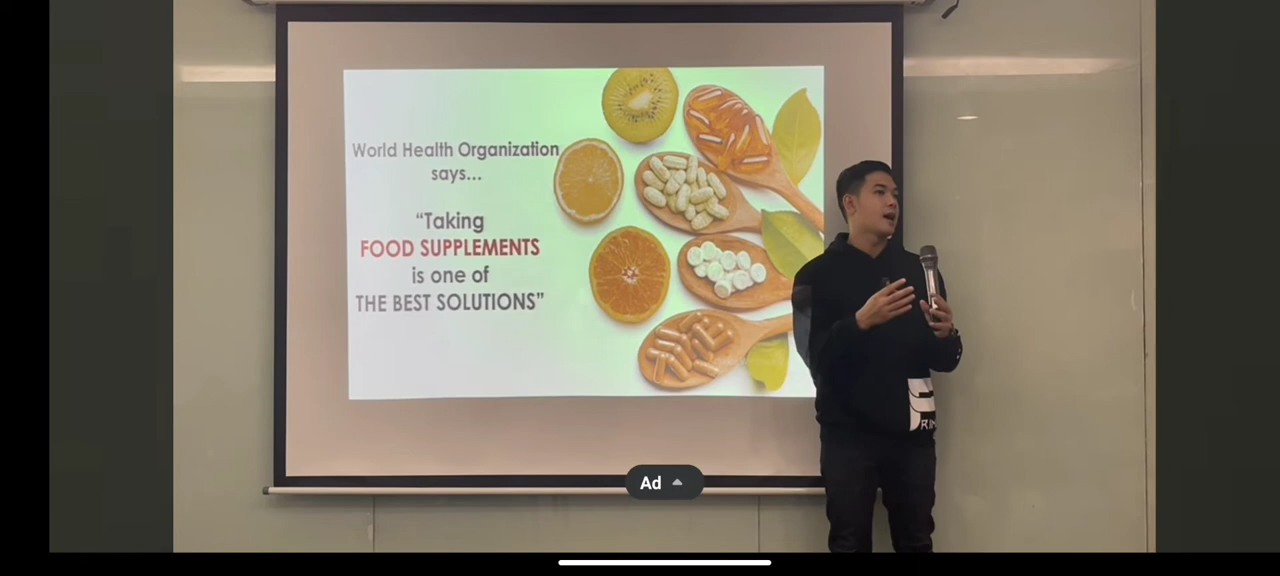 World Health Organization
says...
“Taking
FOOD SUPPLEMENTS
is one of
THE BEST SOLUTIONS”
Ad